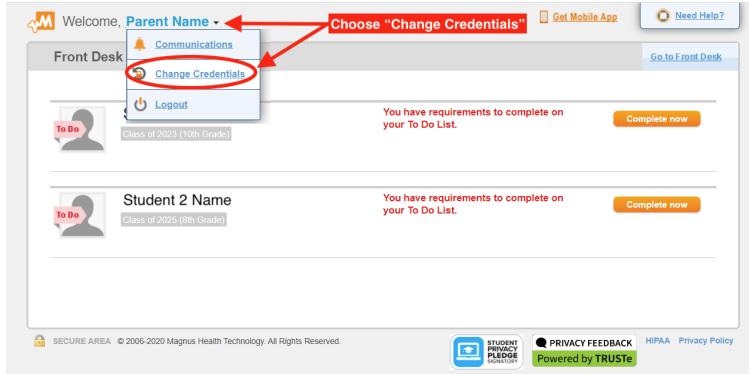 Welcome, Parent Name
Choose "Change Credentials"
Get Mobile App
Need Help?
Communications
Front Desk
Go to Front Desk
Change Credentials
Logout
To Do
S
Class of 2023 (10th Grade)
You have requirements to complete on
your To Do List.
Complete now
To Do
Student 2 Name
Class of 2025 (8th Grade)
You have requirements to complete on
your To Do List.
Complete now
SECURE AREA © 2006-2020 Magnus Health Technology. All Rights Reserved.
STUDENT
PRIVACY
PLEDGE
SIGNATORY
PRIVACY FEEDBACK
Powered by TRUSTe
HIPAA Privacy Policy